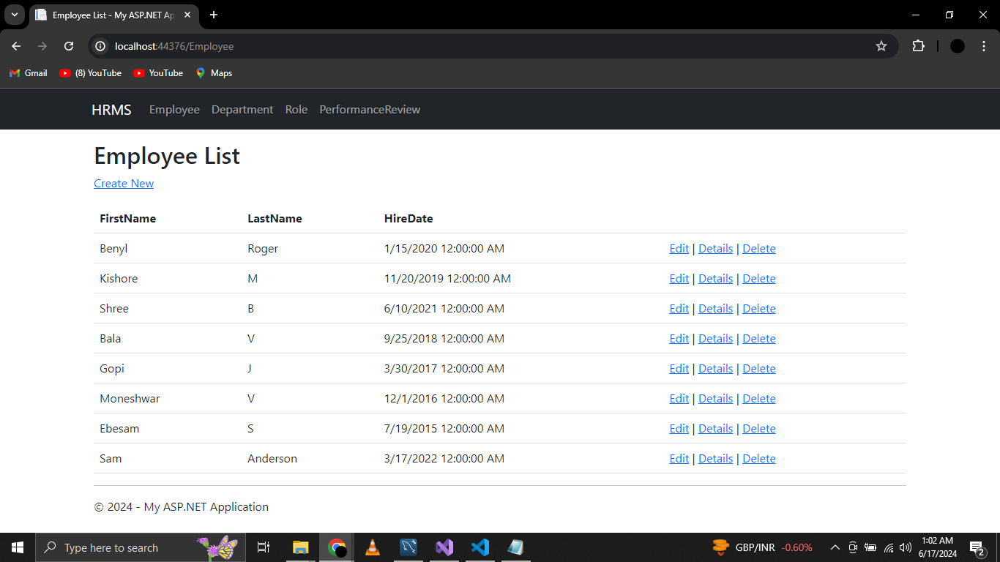 Employee List - My ASP.NET Ap
localhost:44376/Employee
Gmail (8) YouTube YouTube Maps
HRMS Employee Department Role PerformanceReview
Employee List
Create New
FirstName LastName HireDate
Benyl Roger 1/15/2020 12:00:00 AM Edit | Details | Delete
Kishore M 11/20/2019 12:00:00 AM Edit | Details | Delete
Shree B 6/10/2021 12:00:00 AM Edit | Details | Delete
Bala V 9/25/2018 12:00:00 AM Edit | Details | Delete
Gopi J 3/30/2017 12:00:00 AM Edit | Details | Delete
Moneshwar V 12/1/2016 12:00:00 AM Edit | Details | Delete
Ebesam S 7/19/2015 12:00:00 AM Edit | Details | Delete
Sam Anderson 3/17/2022 12:00:00 AM Edit | Details | Delete
© 2024 - My ASP.NET Application
Type here to search GBP/INR -0.60% 1:02 AM
6/17/2024 2